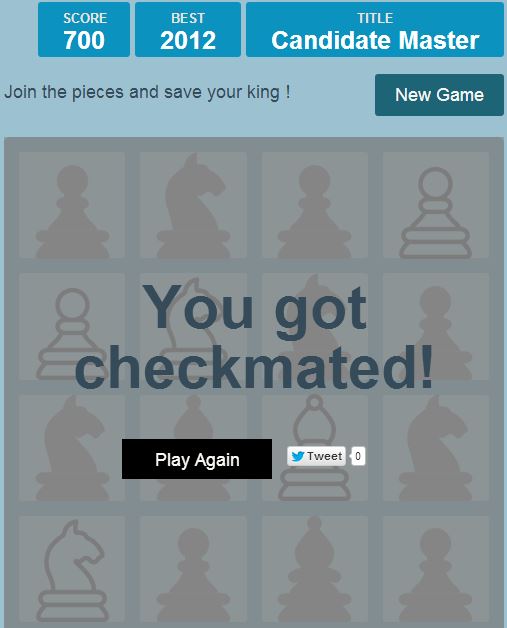 SCORE BEST TITLE
700 2012 Candidate Master
Join the pieces and save your king !
New Game
You got
checkmated!
Play Again
Tweet 0